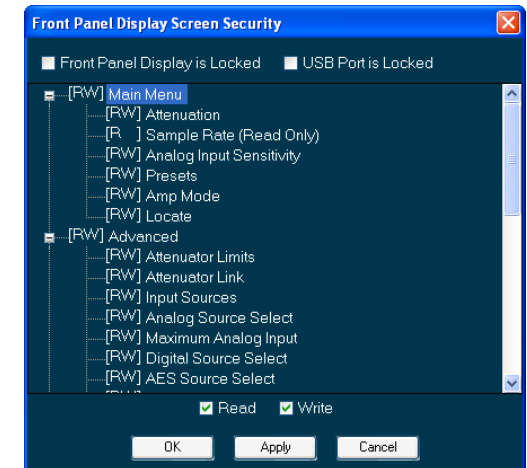 Front Panel Display Screen Security
Front Panel Display is Locked USB Port is Locked
[RW] Main Menu
[RW] Attenuation
[R ] Sample Rate (Read Only)
[RW] Analog Input Sensitivity
[RW] Presets
[RW] Amp Mode
[RW] Locate
[RW] Advanced
[RW] Attenuator Limits
[RW] Attenuator Link
[RW] Input Sources
[RW] Analog Source Select
[RW] Maximum Analog Input
[RW] Digital Source Select
[RW] AES Source Select
Read Write
OK Apply Cancel